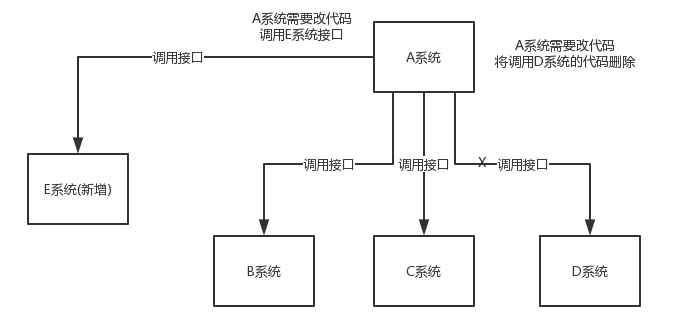 A系统需要改代码
调用E系统接口
A系统
A系统需要改代码
将调用D系统的代码删除
调用接口
调用接口
调用接口
X
调用接口
E系统(新增)
B系统
C系统
D系统